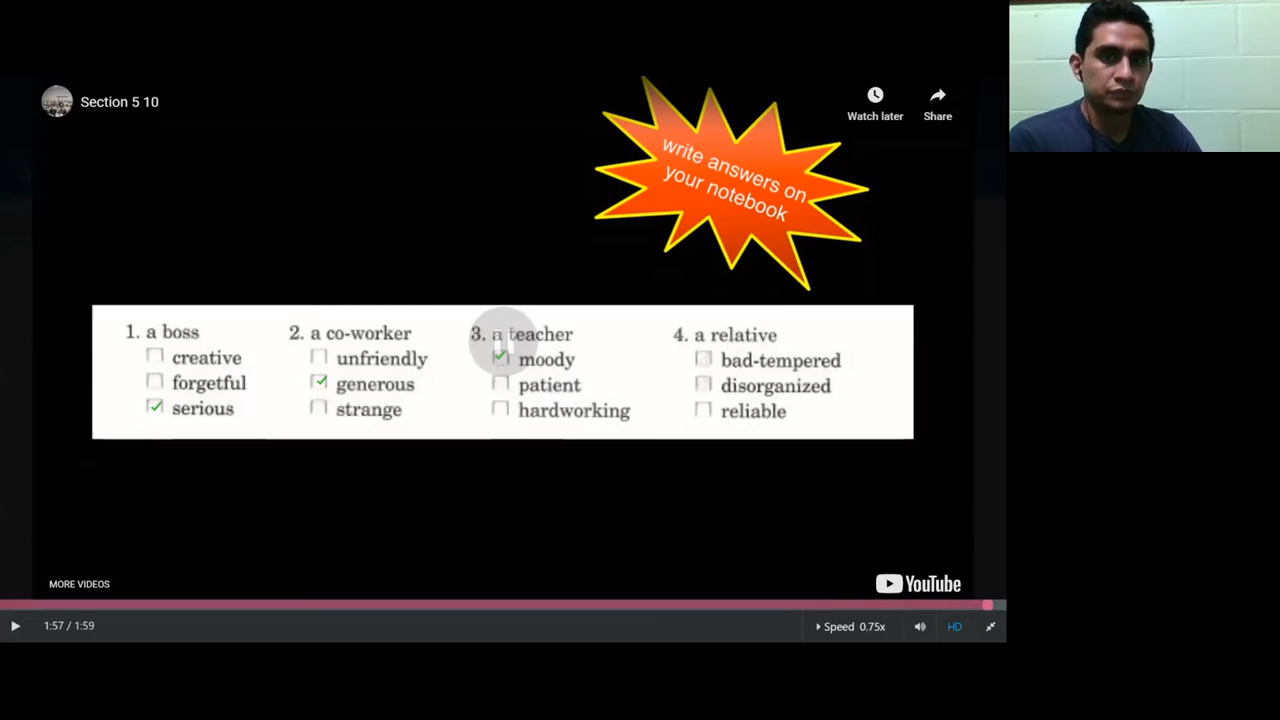 Section 5 10
Watch later
Share
write answers on
your notebook
1. a boss
creative
forgetful
serious
2. a co-worker
unfriendly
generous
strange
3. a teacher
moody
patient
hardworking
4. a relative
bad-tempered
disorganized
reliable
MORE VIDEOS
YouTube
1:57 / 1:59
Speed 0.75x
HD